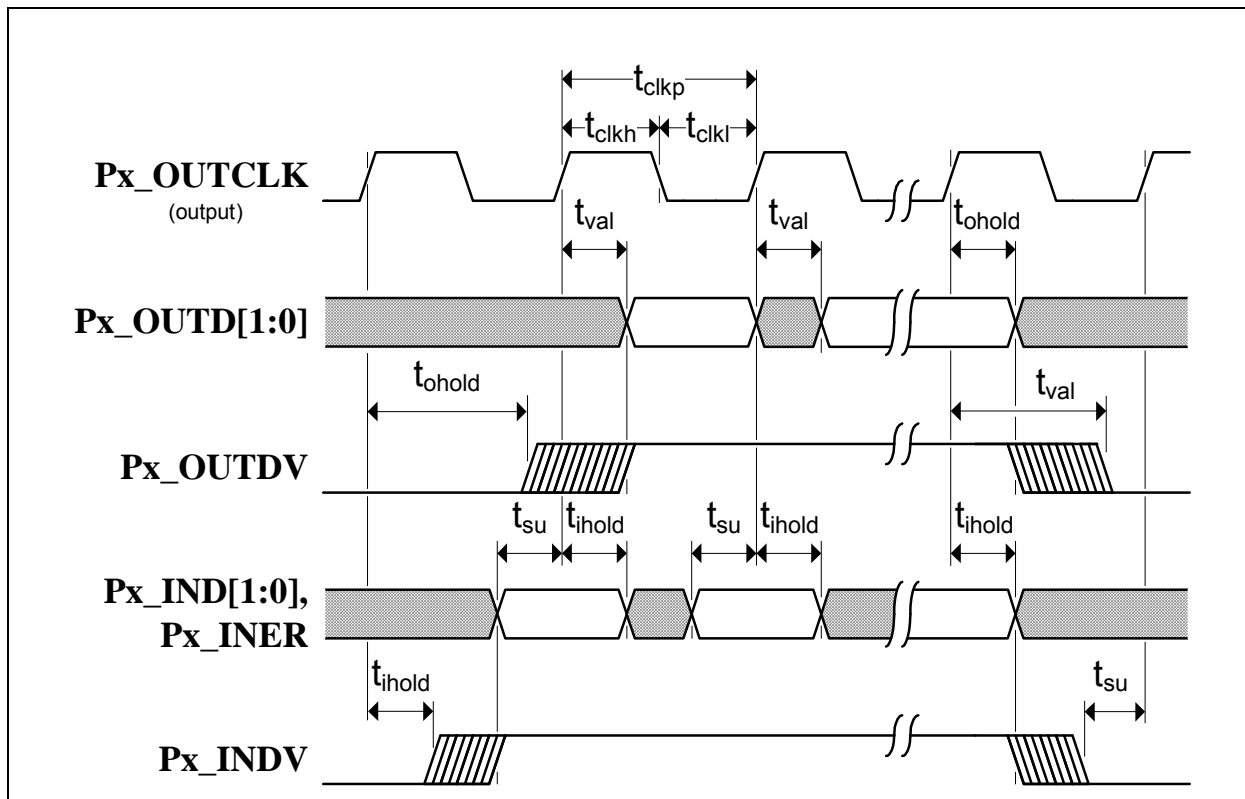 tclkp
tclkh tclkl
Px_OUTCLK
(output)
tval tval tohold
Px_OUTD[1:0]
tohold tval
Px_OUTDV
tsu tihold tsu tihold tihold
Px_IND[1:0],
Px_INER
tihold tsu
Px_INDV